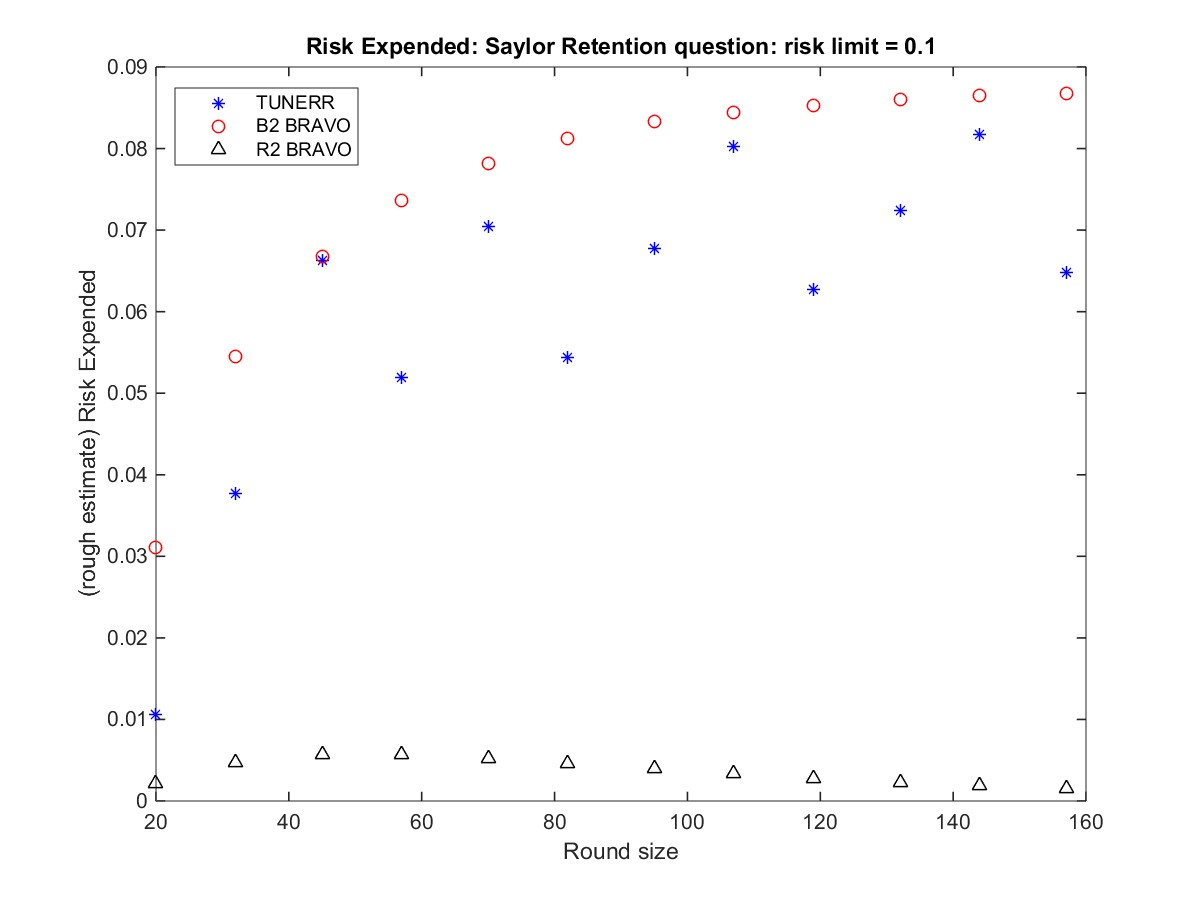 Risk Expended: Saylor Retention question: risk limit = 0.1
0.09
0.08
0.07
0.06
0.05
0.04
0.03
0.02
0.01
0
TUNERR
B2 BRAVO
R2 BRAVO
(rough estimate) Risk Expended
20 40 60 80 100 120 140 160
Round size